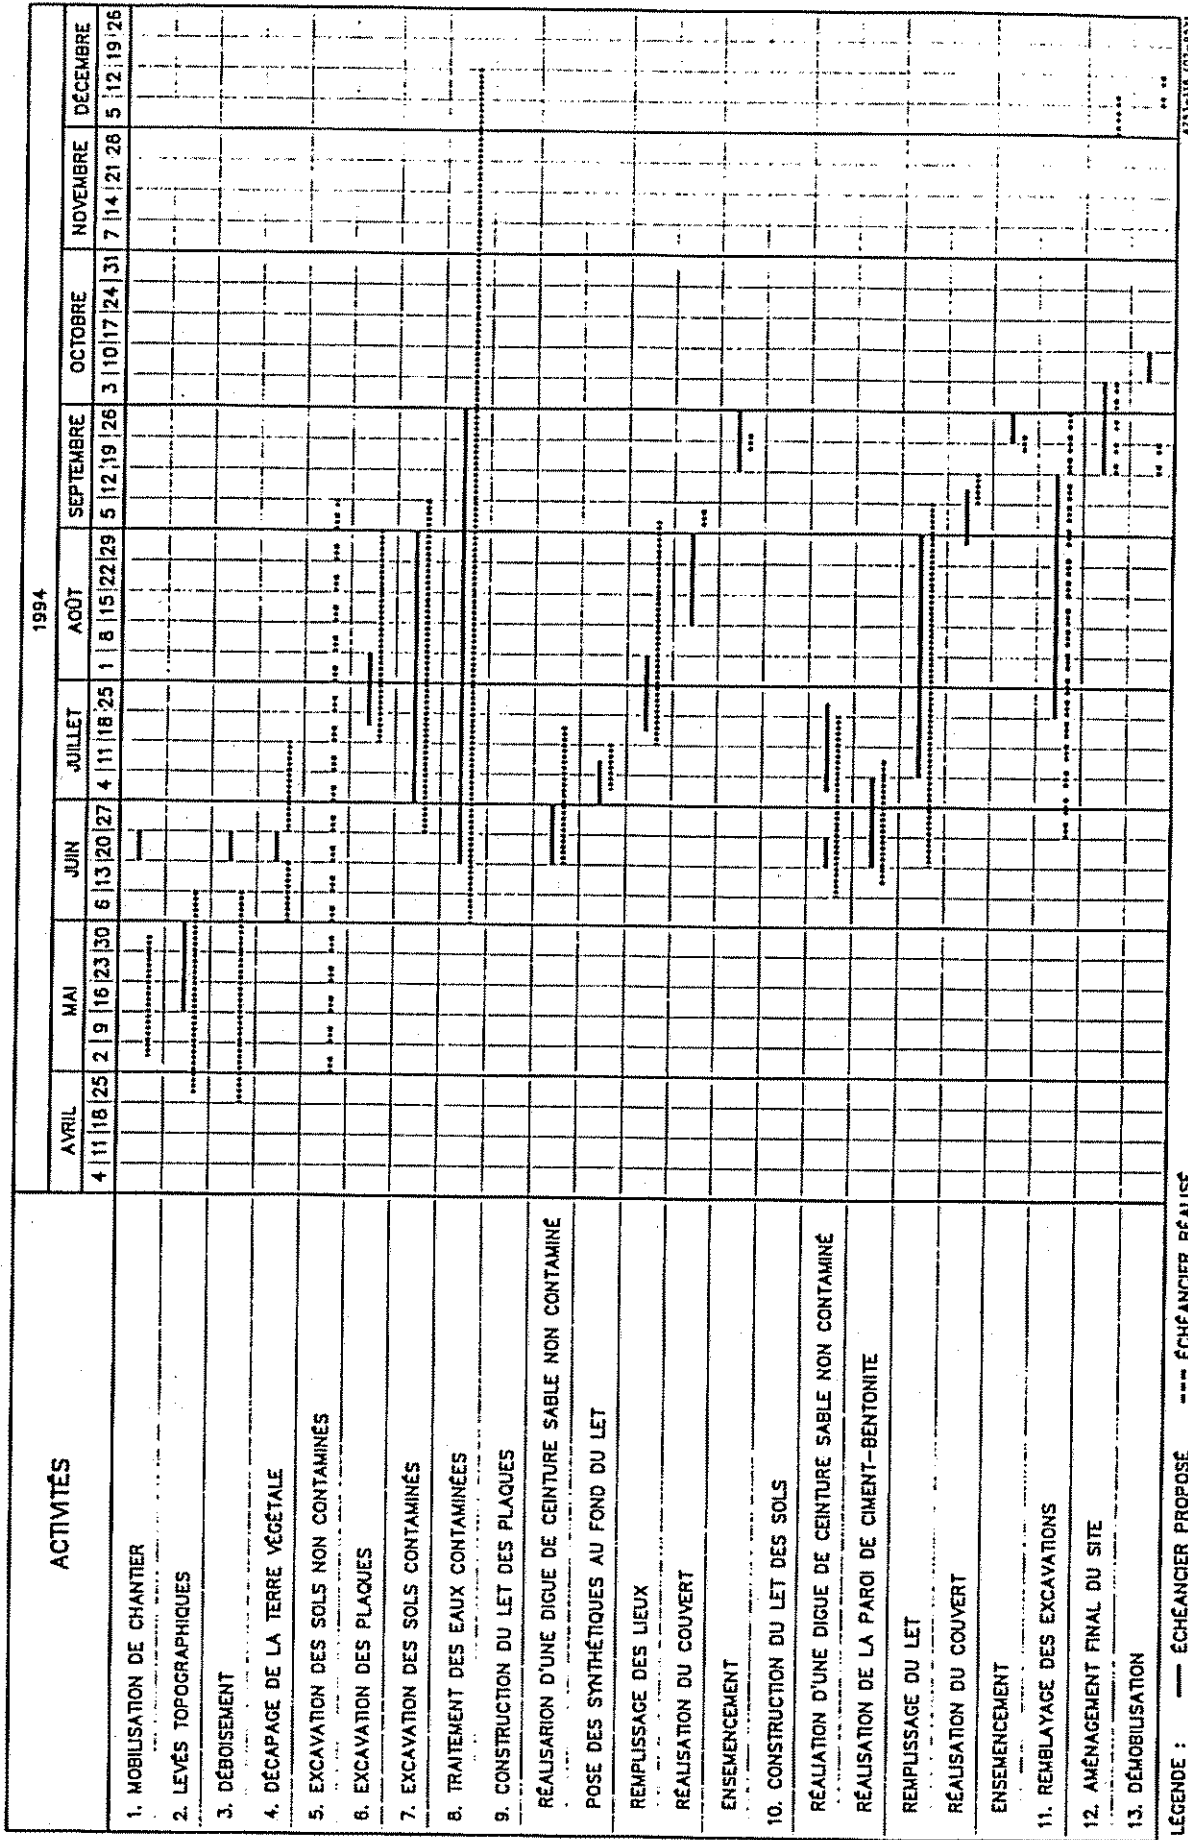 ACTIVITÉS
1994
AVRIL MAI JUIN JUILLET AOÛT SEPTEMBRE OCTOBRE NOVEMBRE DÉCEMBRE
4 11 18 25 2 9 16 23 30 6 13 20 27 4 11 18 25 1 8 15 22 29 5 12 19 26 3 10 17 24 31 7 14 21 28 5 12 19 26
1. MOBILISATION DE CHANTIER
2. LEVÉS TOPOGRAPHIQUES
3. DÉBOISEMENT
4. DÉCAPAGE DE LA TERRE VÉGÉTALE
5. EXCAVATION DES SOLS NON CONTAMINÉS
6. EXCAVATION DES PLAQUES
7. EXCAVATION DES SOLS CONTAMINÉS
8. TRAITEMENT DES EAUX CONTAMINÉES
9. CONSTRUCTION DU LET DES PLAQUES
RÉALISARION D'UNE DIGUE DE CEINTURE SABLE NON CONTAMINÉ
POSE DES SYNTHÉTIQUES AU FOND DU LET
REMPLISSAGE DES LIEUX
RÉALISATION DU COUVERT
ENSEMENCEMENT
10. CONSTRUCTION DU LET DES SOLS
RÉALIATION D'UNE DIGUE DE CEINTURE SABLE NON CONTAMINÉ
RÉALISATION DE LA PAROI DE CIMENT-BENTONITE
REMPLISSAGE DU LET
RÉALISATION DU COUVERT
ENSEMENCEMENT
11. REMBLAYAGE DES EXCAVATIONS
12. AMÉNAGEMENT FINAL DU SITE
13. DÉMOBILISATION
LÉGENDE : ÉCHÉANCIER PROPOSÉ ÉCHÉANCIER RÉALISÉ